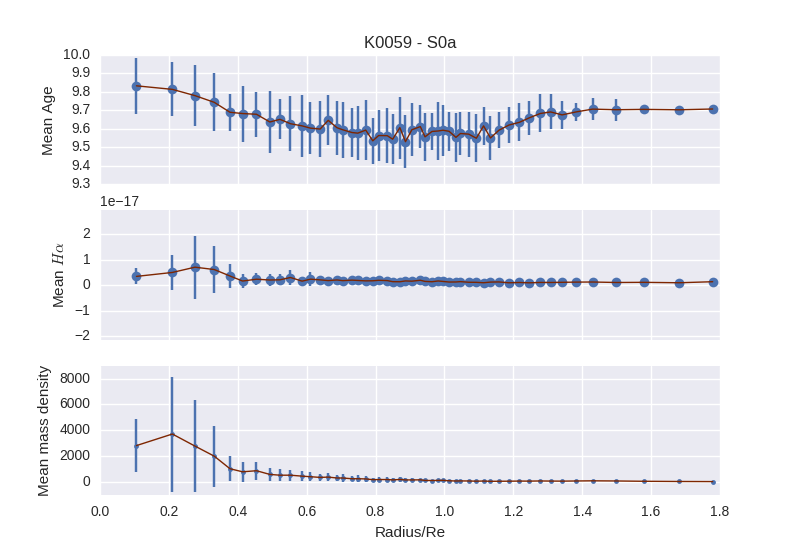 K0059 - S0a
10.0
9.9
9.8
9.7
9.6
9.5
9.4
9.3
Mean Age
1e−17
2
1
0
−1
−2
Mean Hα
8000
6000
4000
2000
0
Mean mass density
0.0 0.2 0.4 0.6 0.8 1.0 1.2 1.4 1.6 1.8
Radius/Re